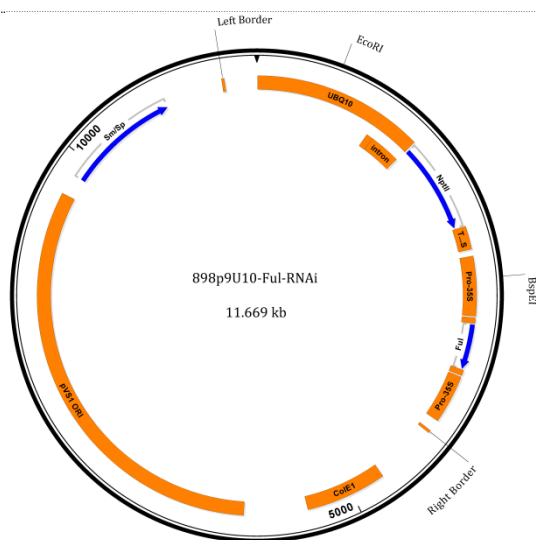 Left Border
EcoRI
UBQ10
intron
NptII
T...S
Pro-35S
BspEI
Ful
Pro-35S
Right Border
ColE1
5000
pVS1 ORI
10000
Sm/Sp
898p9U10-Ful-RNAi
11.669 kb